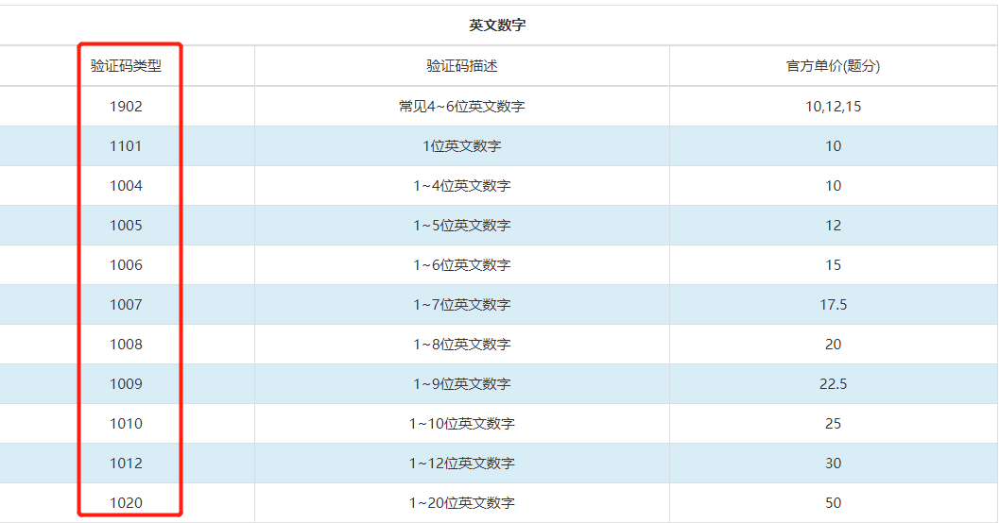 英文数字
验证码类型 验证码描述 官方单价(题分)
1902 常见4~6位英文数字 10,12,15
1101 1位英文数字 10
1004 1~4位英文数字 10
1005 1~5位英文数字 12
1006 1~6位英文数字 15
1007 1~7位英文数字 17.5
1008 1~8位英文数字 20
1009 1~9位英文数字 22.5
1010 1~10位英文数字 25
1012 1~12位英文数字 30
1020 1~20位英文数字 50